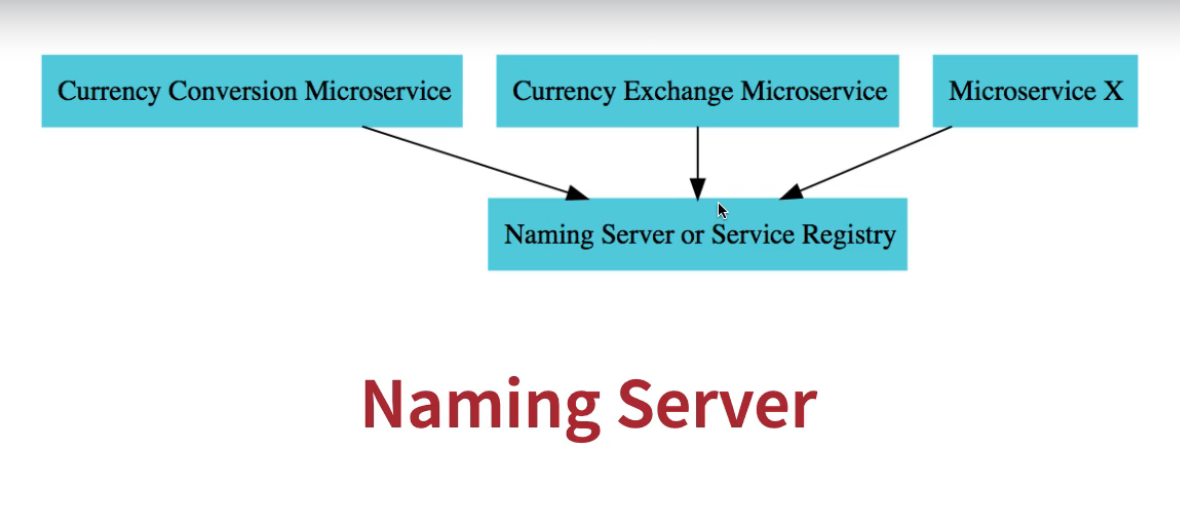 Currency Conversion Microservice
Currency Exchange Microservice
Microservice X
Naming Server or Service Registry
Naming Server